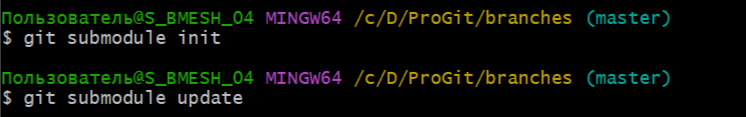 Пользователь@S_BMESH_04 MINGW64 /c/D/ProGit/branches (master)
$ git submodule init
Пользователь@S_BMESH_04 MINGW64 /c/D/ProGit/branches (master)
$ git submodule update